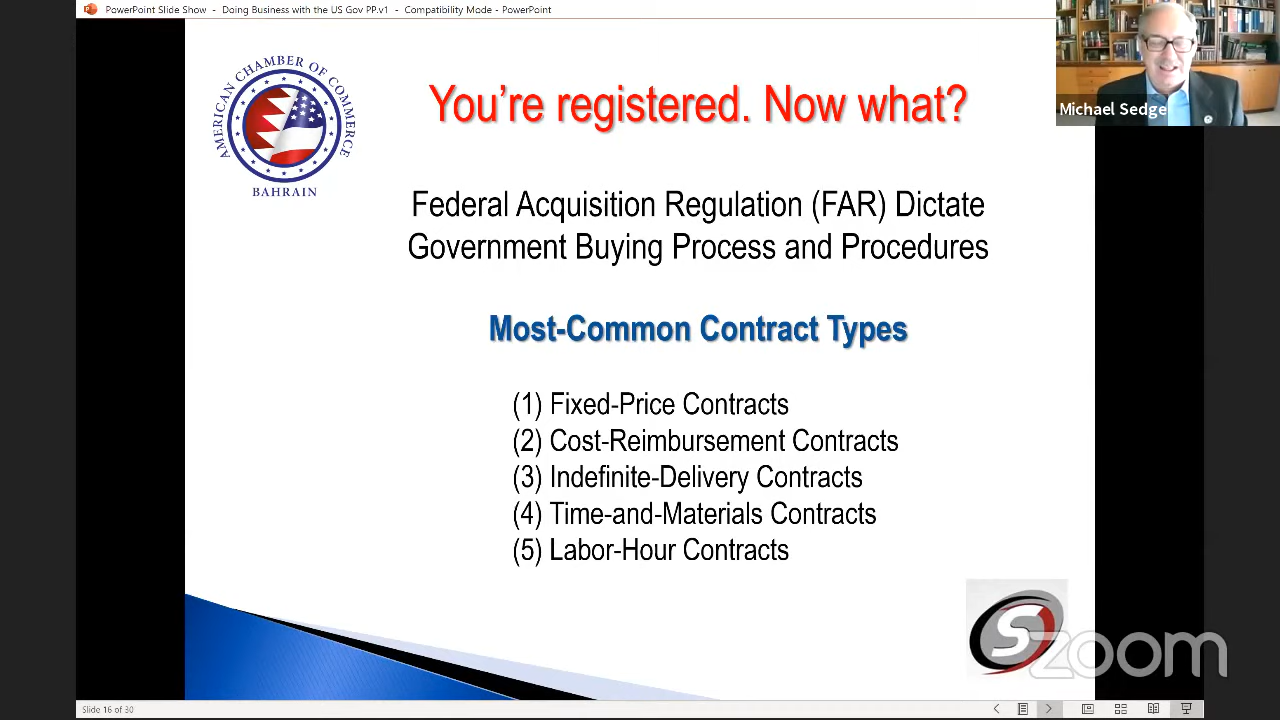 PowerPoint Slide Show - Doing Business with the US Gov PP.v1 - Compatibility Mode - PowerPoint
AMERICAN CHAMBER OF COMMERCE
BAHRAIN
You're registered. Now what?
Michael Sedge
Federal Acquisition Regulation (FAR) Dictate
Government Buying Process and Procedures
Most-Common Contract Types
(1) Fixed-Price Contracts
(2) Cost-Reimbursement Contracts
(3) Indefinite-Delivery Contracts
(4) Time-and-Materials Contracts
(5) Labor-Hour Contracts
S
zoom
Slide 16 of 30